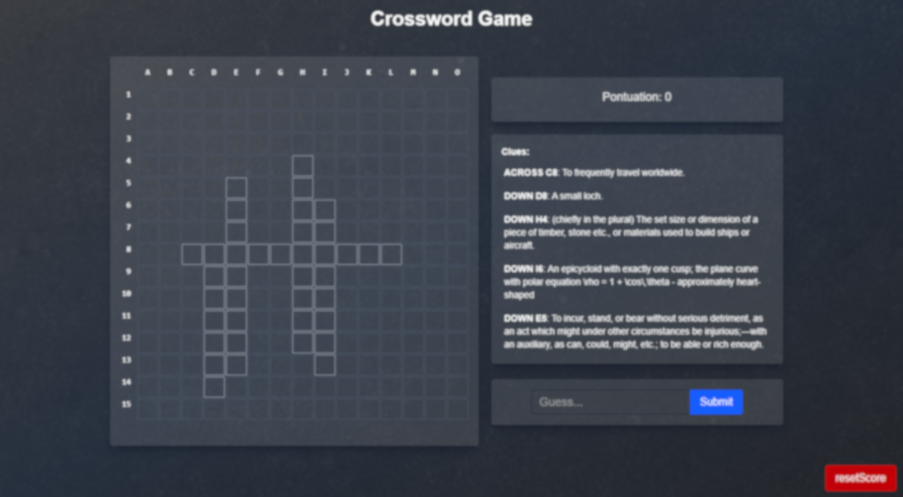 Crossword Game
A B C D E F G H I J K L M N O
1
2
3
4
5
6
7
8
9
10
11
12
13
14
15
Pontuation: 0
Clues:
ACROSS C8: To frequently travel worldwide.
DOWN D8: A small loch.
DOWN H4: (chiefly in the plural) The set size or dimension of a
piece of timber, stone etc., or materials used to build ships or
aircraft.
DOWN I6: An epicycloid with exactly one cusp; the plane curve
with polar equation \rho = 1 + \cos\,\theta - approximately heart-
shaped
DOWN E5: To incur, stand, or bear without serious detriment, as
an act which might under other circumstances be injurious;—with
an auxiliary, as can, could, might, etc.; to be able or rich enough.
Guess...
Submit
resetScore